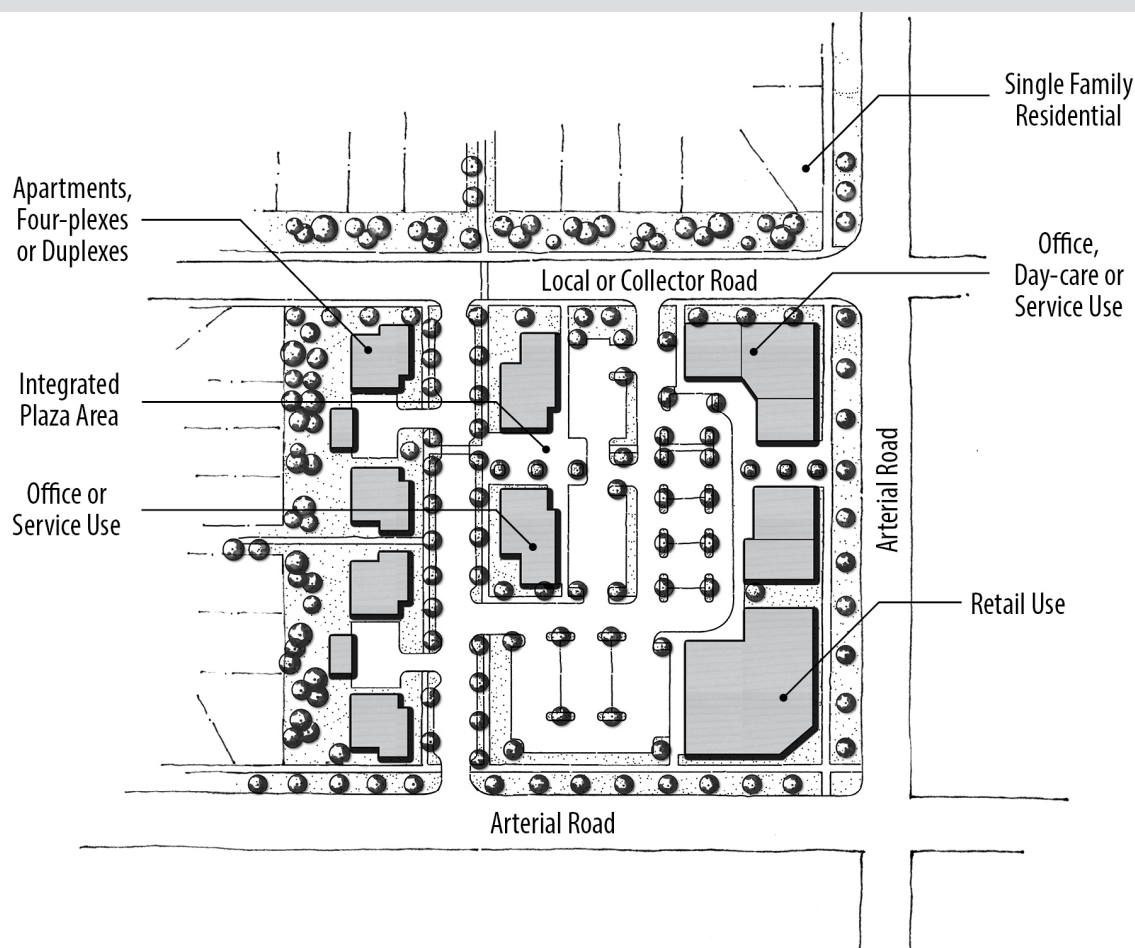 Single Family
Residential
Apartments,
Four-plexes
or Duplexes
Office,
Day-care or
Service Use
Local or Collector Road
Integrated
Plaza Area
Arterial Road
Office or
Service Use
Retail Use
Arterial Road